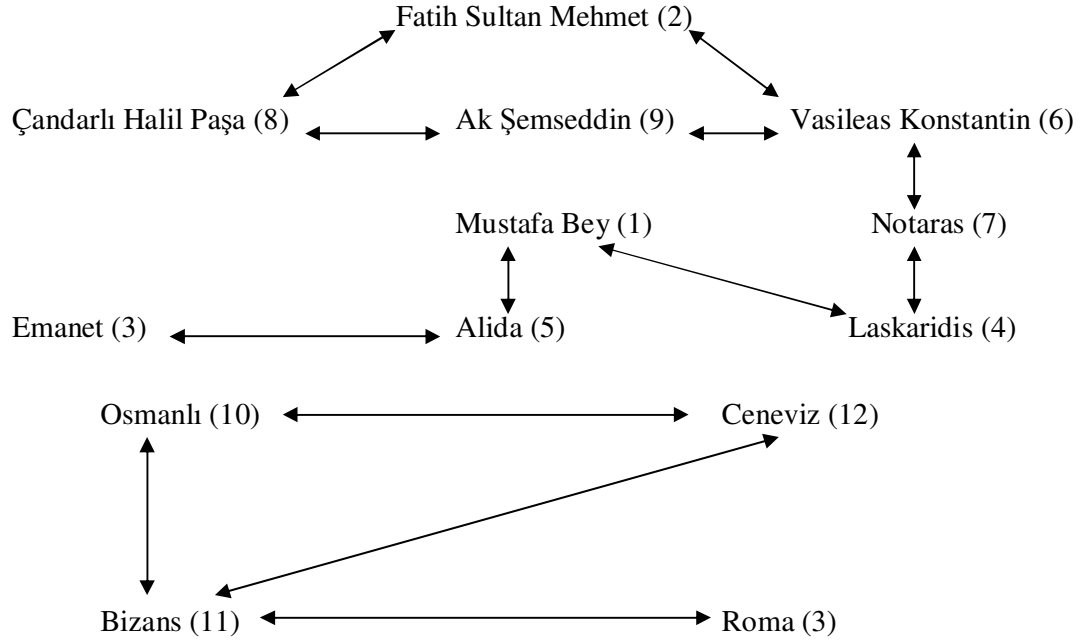 Fatih Sultan Mehmet (2)
Çandarlı Halil Paşa (8) Ak Şemseddin (9) Vasileas Konstantin (6)
Mustafa Bey (1) Notaras (7)
Emanet (3) Alida (5) Laskaridis (4)
Osmanlı (10) Ceneviz (12)
Bizans (11) Roma (3)